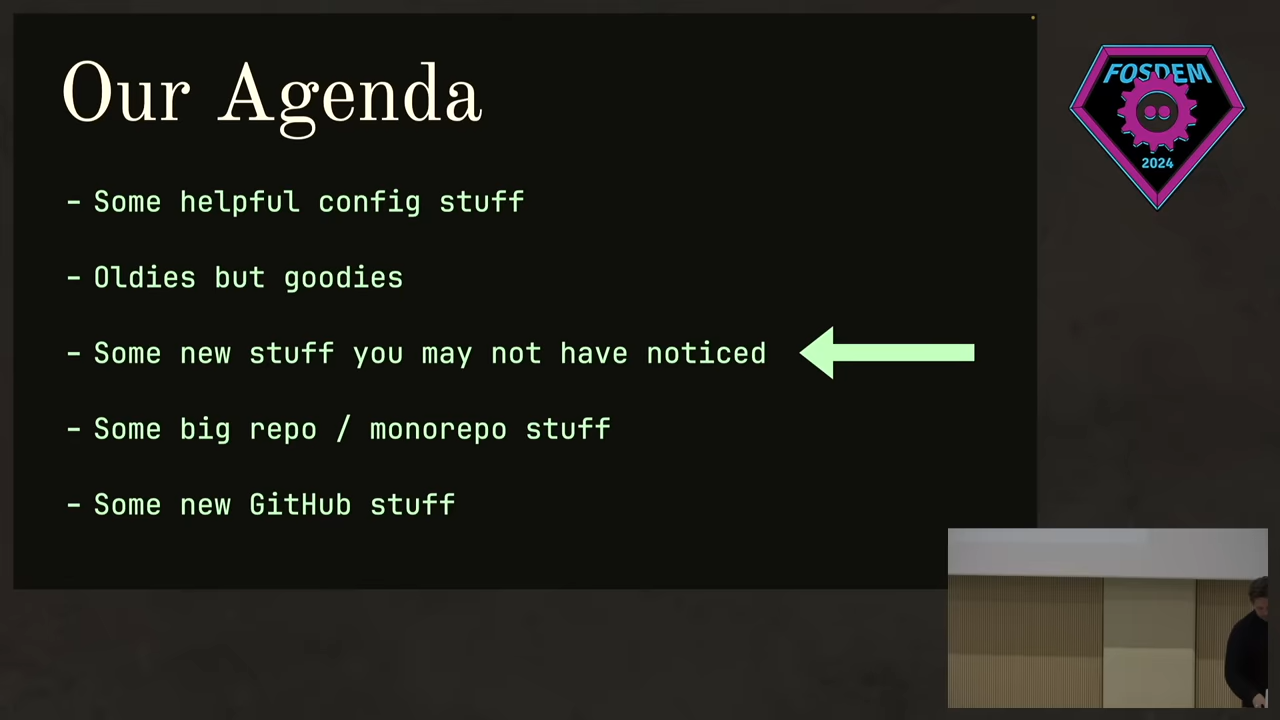 Our Agenda
- Some helpful config stuff
- Oldies but goodies
- Some new stuff you may not have noticed
- Some big repo / monorepo stuff
- Some new GitHub stuff
FOSDEM
2024